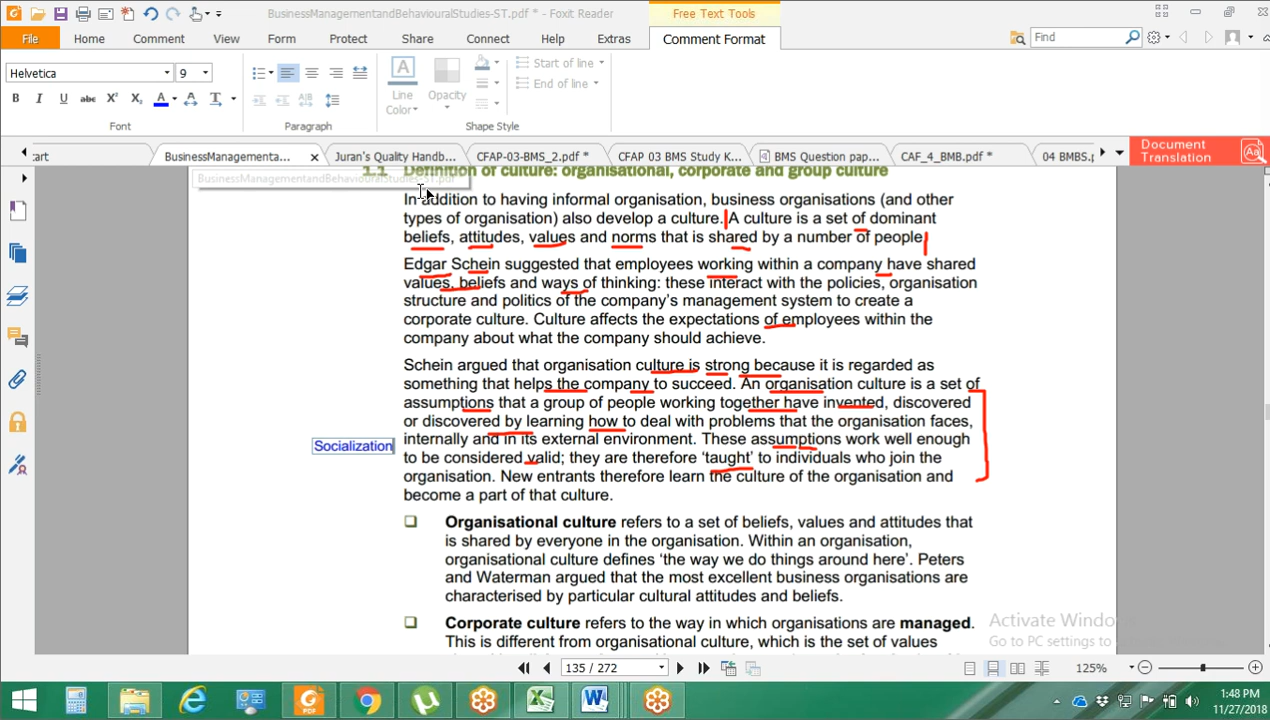 BusinessManagementandBehaviouralStudies-ST.pdf * - Foxit Reader
Free Text Tools
File Home Comment View Form Protect Share Connect Help Extras Comment Format
Find
Helvetica 9
Start of line
End of line
Line Color
Opacity
Font Paragraph Shape Style
tart BusinessManagementa... Juran's Quality Handb... CFAP-03-BMS_2.pdf * CFAP 03 BMS Study K... BMS Question pap... CAF_4_BMB.pdf * 04 MBBS.p
Document Translation
BusinessManagementandBehaviouralStudies-ST.pdf
1.1 Definition of culture: organisational, corporate and group culture
In addition to having informal organisation, business organisations (and other
types of organisation) also develop a culture. A culture is a set of dominant
beliefs, attitudes, values and norms that is shared by a number of people
Edgar Schein suggested that employees working within a company have shared
values, beliefs and ways of thinking: these interact with the policies, organisation
structure and politics of the company's management system to create a
corporate culture. Culture affects the expectations of employees within the
company about what the company should achieve.
Schein argued that organisation culture is strong because it is regarded as
something that helps the company to succeed. An organisation culture is a set of
assumptions that a group of people working together have invented, discovered
or discovered by learning how to deal with problems that the organisation faces,
internally and in its external environment. These assumptions work well enough
Socialization
to be considered valid; they are therefore 'taught' to individuals who join the
organisation. New entrants therefore learn the culture of the organisation and
become a part of that culture.
Organisational culture refers to a set of beliefs, values and attitudes that
is shared by everyone in the organisation. Within an organisation,
organisational culture defines 'the way we do things around here'. Peters
and Waterman argued that the most excellent business organisations are
characterised by particular cultural attitudes and beliefs.
Corporate culture refers to the way in which organisations are managed.
This is different from organisational culture, which is the set of values
Activate Windo
Go to PC settings to
135 / 272
125%
1:48 PM
11/27/2018